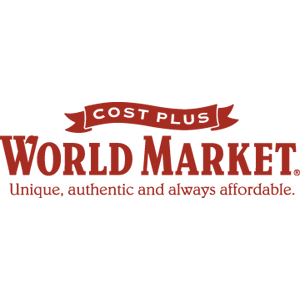 COST PLUS
WORLD MARKET®
Unique, authentic and always affordable.